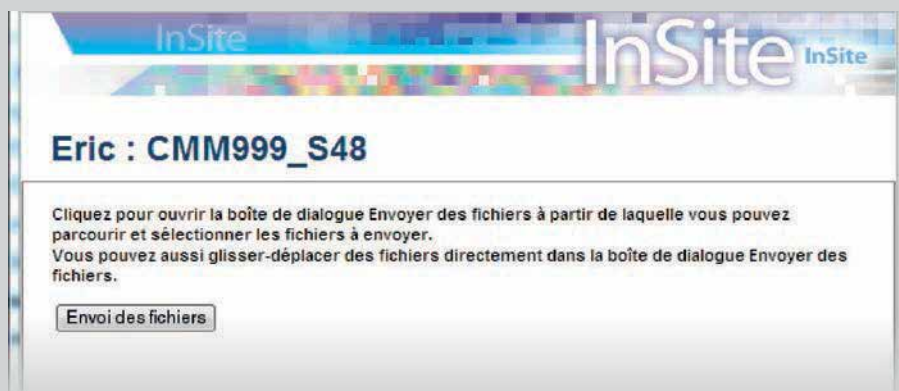 InSite
InSite InSite
Eric : CMM999_S48
Cliquez pour ouvrir la boîte de dialogue Envoyer des fichiers à partir de laquelle vous pouvez
parcourir et sélectionner les fichiers à envoyer.
Vous pouvez aussi glisser-déplacer des fichiers directement dans la boîte de dialogue Envoyer des
fichiers.
Envoi des fichiers